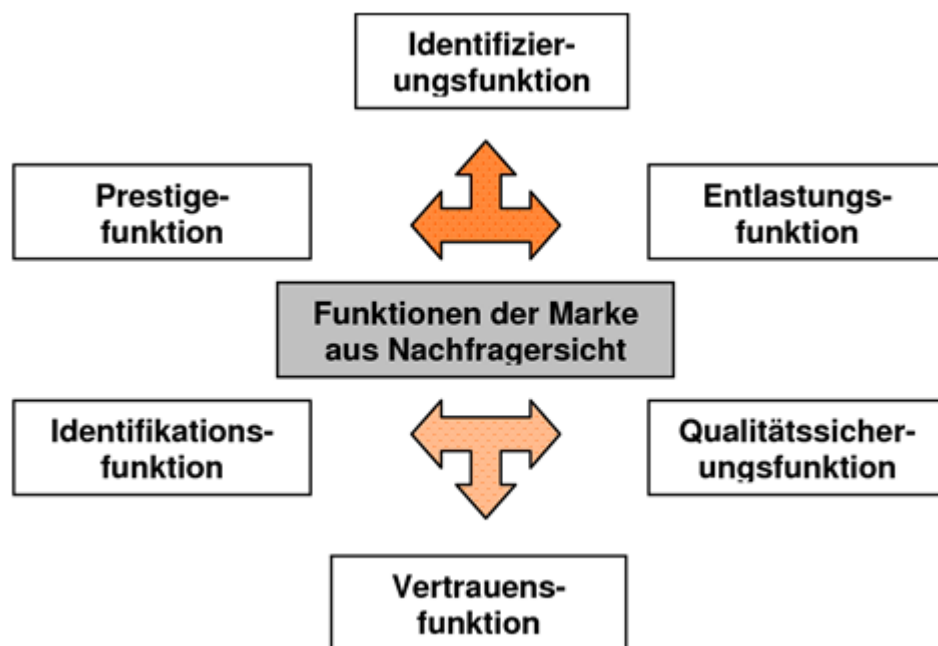 Identifizier-
ungsfunktion
Prestige-
funktion
Entlastungs-
funktion
Funktionen der Marke
aus Nachfragersicht
Identifikations-
funktion
Qualitätssicher-
ungsfunktion
Vertrauens-
funktion